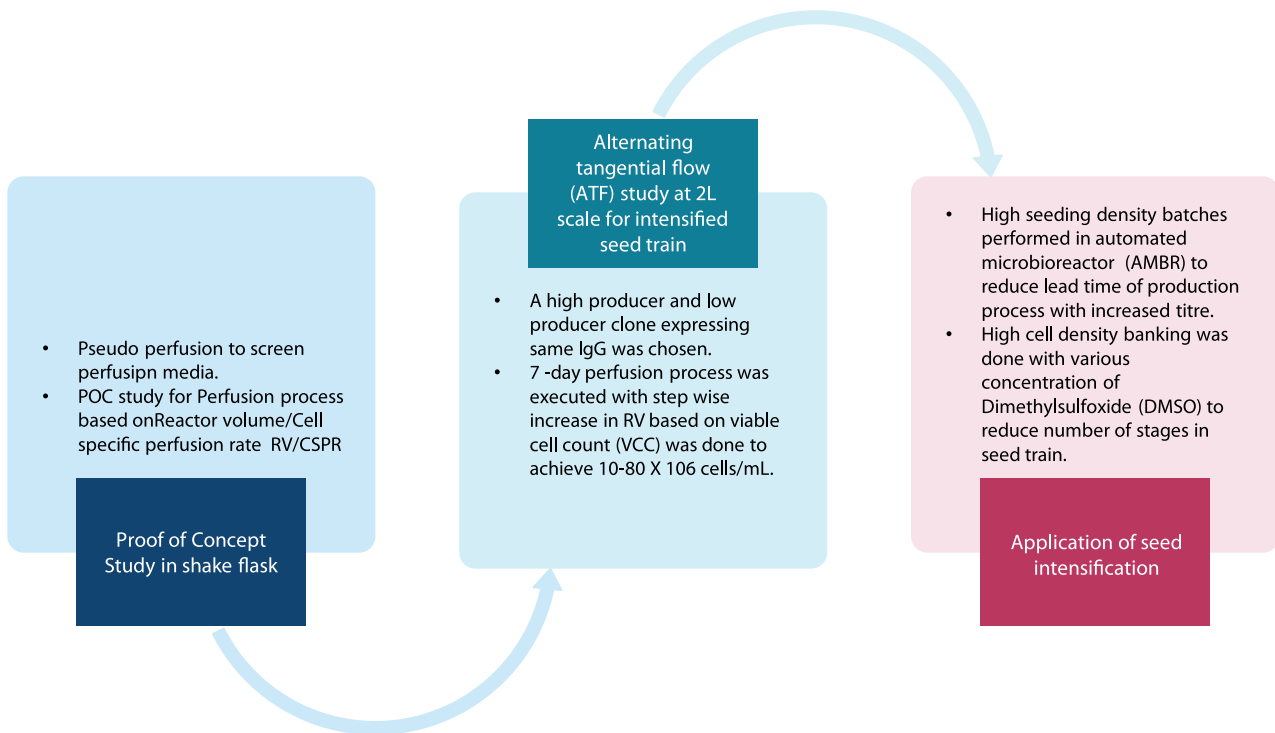 • Pseudo perfusion to screen
perfusipn media.
• POC study for Perfusion process
based onReactor volume/Cell
specific perfusion rate RV/CSPR
Proof of Concept
Study in shake flask
Alternating
tangential flow
(ATF) study at 2L
scale for intensified
seed train
• A high producer and low
producer clone expressing
same IgG was chosen.
• 7 -day perfusion process was
executed with step wise
increase in RV based on viable
cell count (VCC) was done to
achieve 10-80 X 106 cells/mL.
• High seeding density batches
performed in automated
microbioreactor (AMBR) to
reduce lead time of production
process with increased titre.
• High cell density banking was
done with various
concentration of
Dimethylsulfoxide (DMSO) to
reduce number of stages in
seed train.
Application of seed
intensification